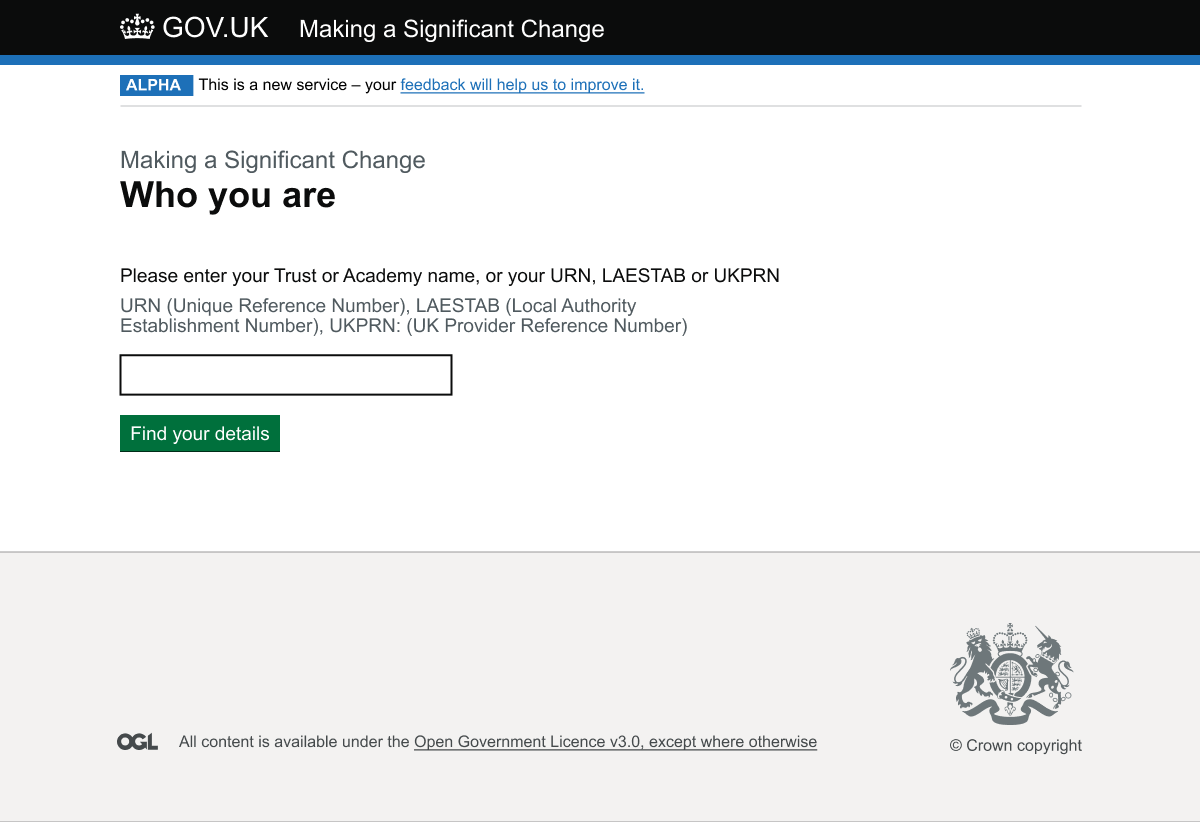 GOV.UK Making a Significant Change
ALPHA This is a new service – your feedback will help us to improve it.
Making a Significant Change
Who you are
Please enter your Trust or Academy name, or your URN, LAESTAB or UKPRN
URN (Unique Reference Number), LAESTAB (Local Authority
Establishment Number), UKPRN: (UK Provider Reference Number)
Find your details
OGL All content is available under the Open Government Licence v3.0, except where otherwise
© Crown copyright